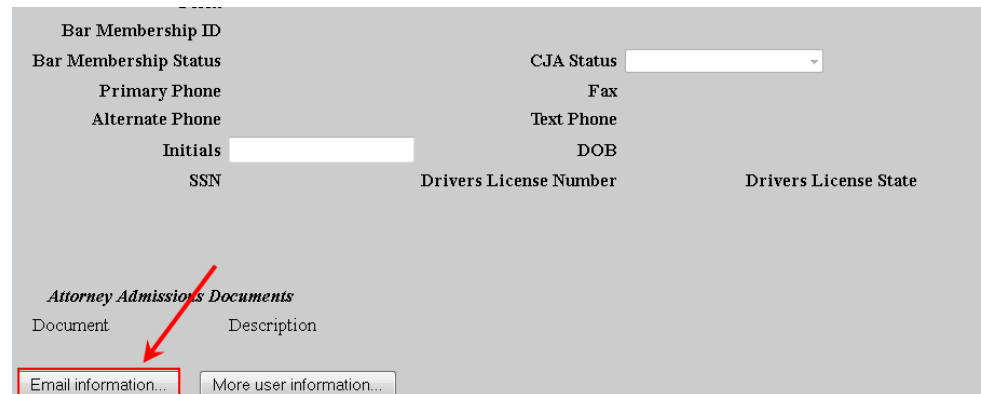 Bar Membership ID
Bar Membership Status CJA Status
Primary Phone Fax
Alternate Phone Text Phone
Initials DOB
SSN Drivers License Number Drivers License State
Attorney Admissions Documents
Document Description
Email information... More user information...